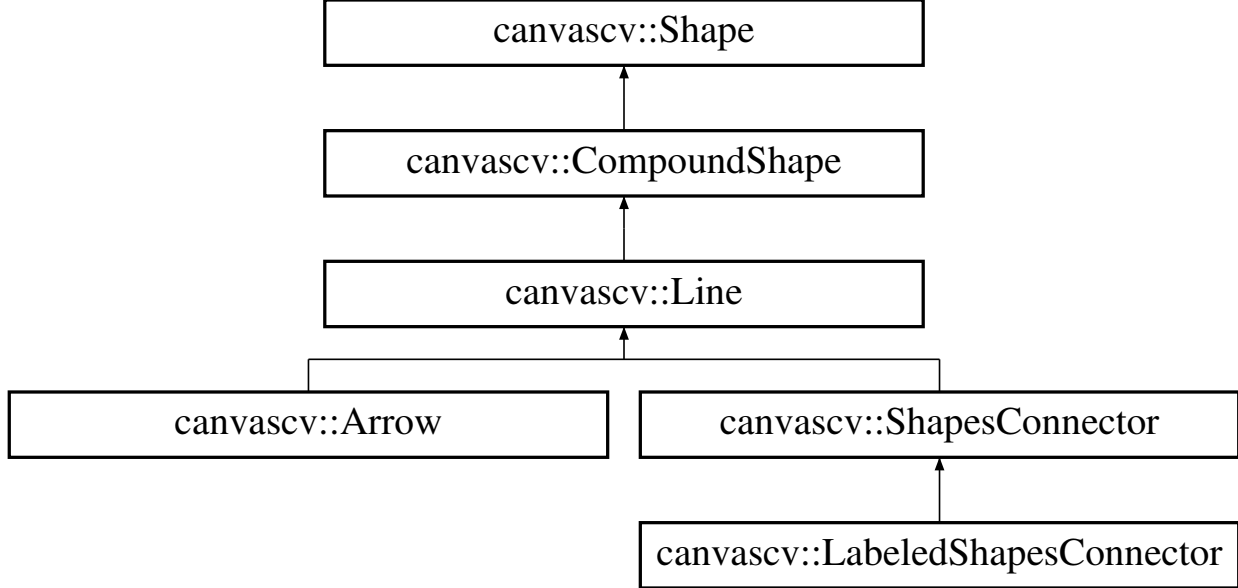 canvascv::Shape
canvascv::CompoundShape
canvascv::Line
canvascv::Arrow
canvascv::ShapesConnector
canvascv::LabeledShapesConnector